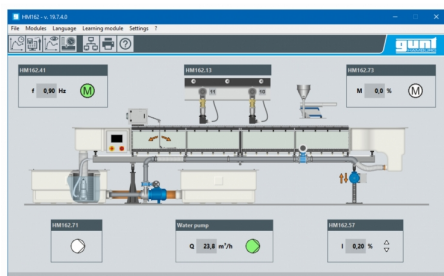 HM162 - v. 19.7.4.0
File Modules Language Learning module Settings ?
gunt
HM162.41
f 0,90 Hz M
HM162.13
11 10
HM162.73
M 0,0 % M
HM162.71
Water pump
Q 23,8 m³/h
HM162.57
I 0,20 %